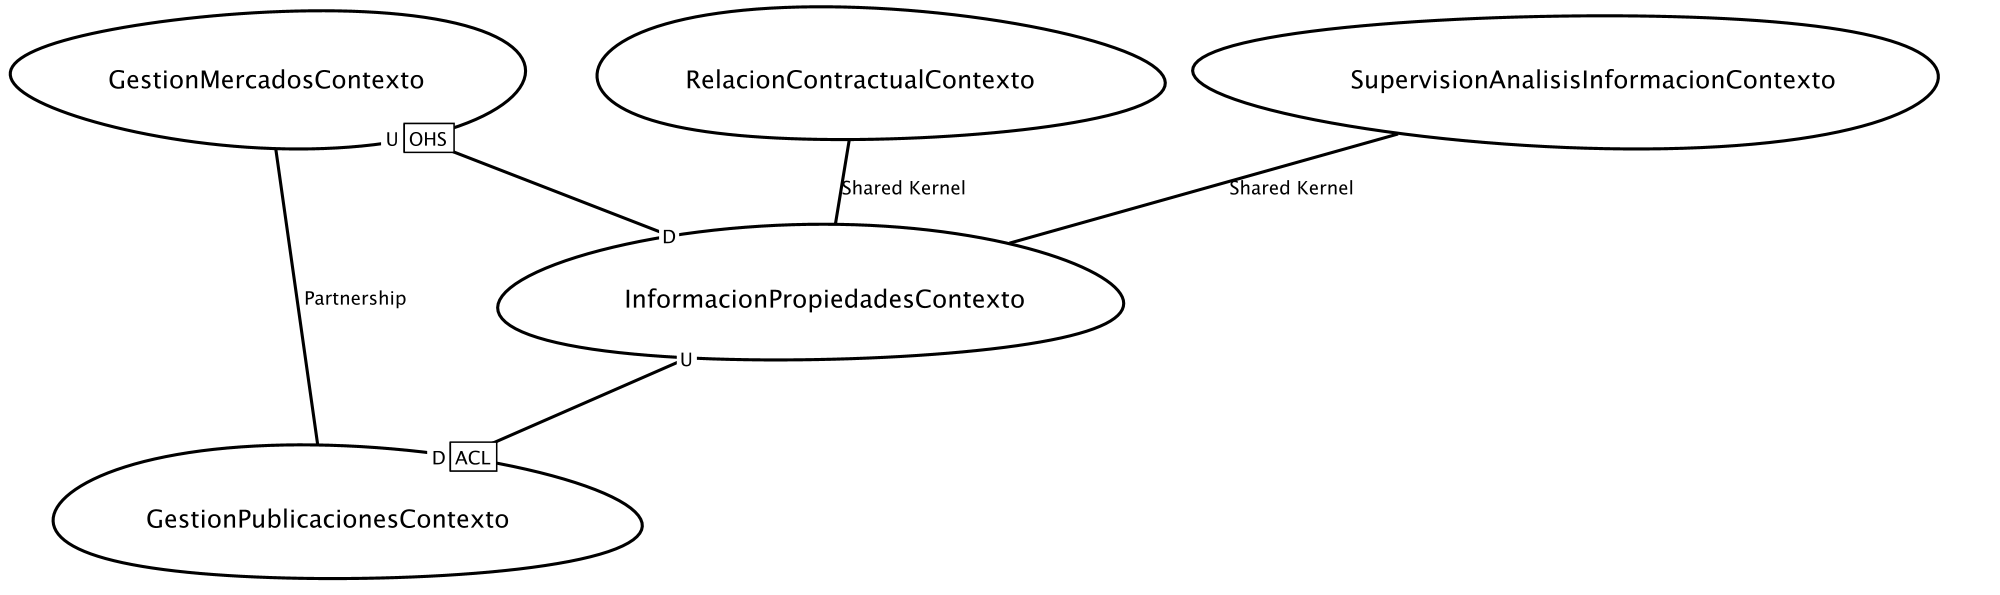 GestionMercadosContexto
RelacionContractualContexto
SupervisionAnalisisInformacionContexto
U OHS
Shared Kernel
Shared Kernel
D
Partnership
InformacionPropiedadesContexto
U
D ACL
GestionPublicacionesContexto